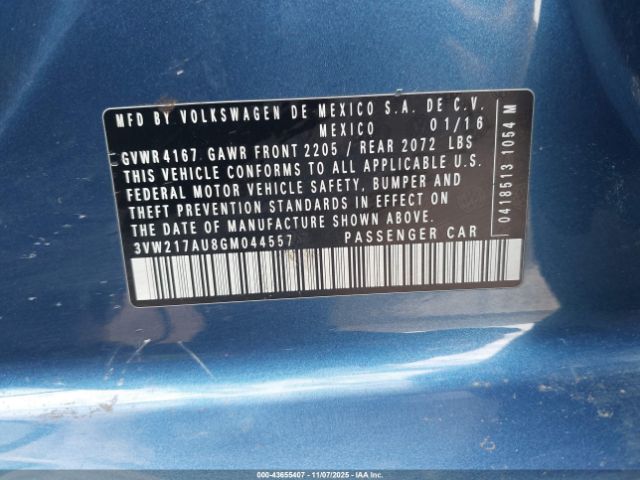 MFD BY VOLKSWAGEN DE MEXICO S.A. DE C.V.
MEXICO 01/16
GVWR 4167 GAWR FRONT 2205 / REAR 2072 LBS
THIS VEHICLE CONFORMS TO ALL APPLICABLE U.S.
FEDERAL MOTOR VEHICLE SAFETY, BUMPER AND
THEFT PREVENTION STANDARDS IN EFFECT ON
THE DATE OF MANUFACTURE SHOWN ABOVE.
3VW217AU8GM044557 PASSENGER CAR
0418513 1054 M
000-43655407 - 11/07/2025 - IAAI.COM